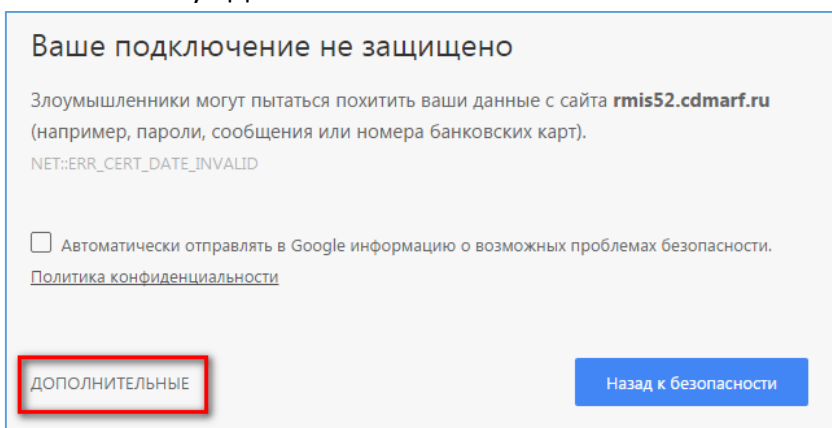 Ваше подключение не защищено
Злоумышленники могут пытаться похитить ваши данные с сайта rmis52.cdmarf.ru
(например, пароли, сообщения или номера банковских карт).
NET::ERR_CERT_DATE_INVALID
Автоматически отправлять в Google информацию о возможных проблемах безопасности.
Политика конфиденциальности
ДОПОЛНИТЕЛЬНЫЕ
Назад к безопасности